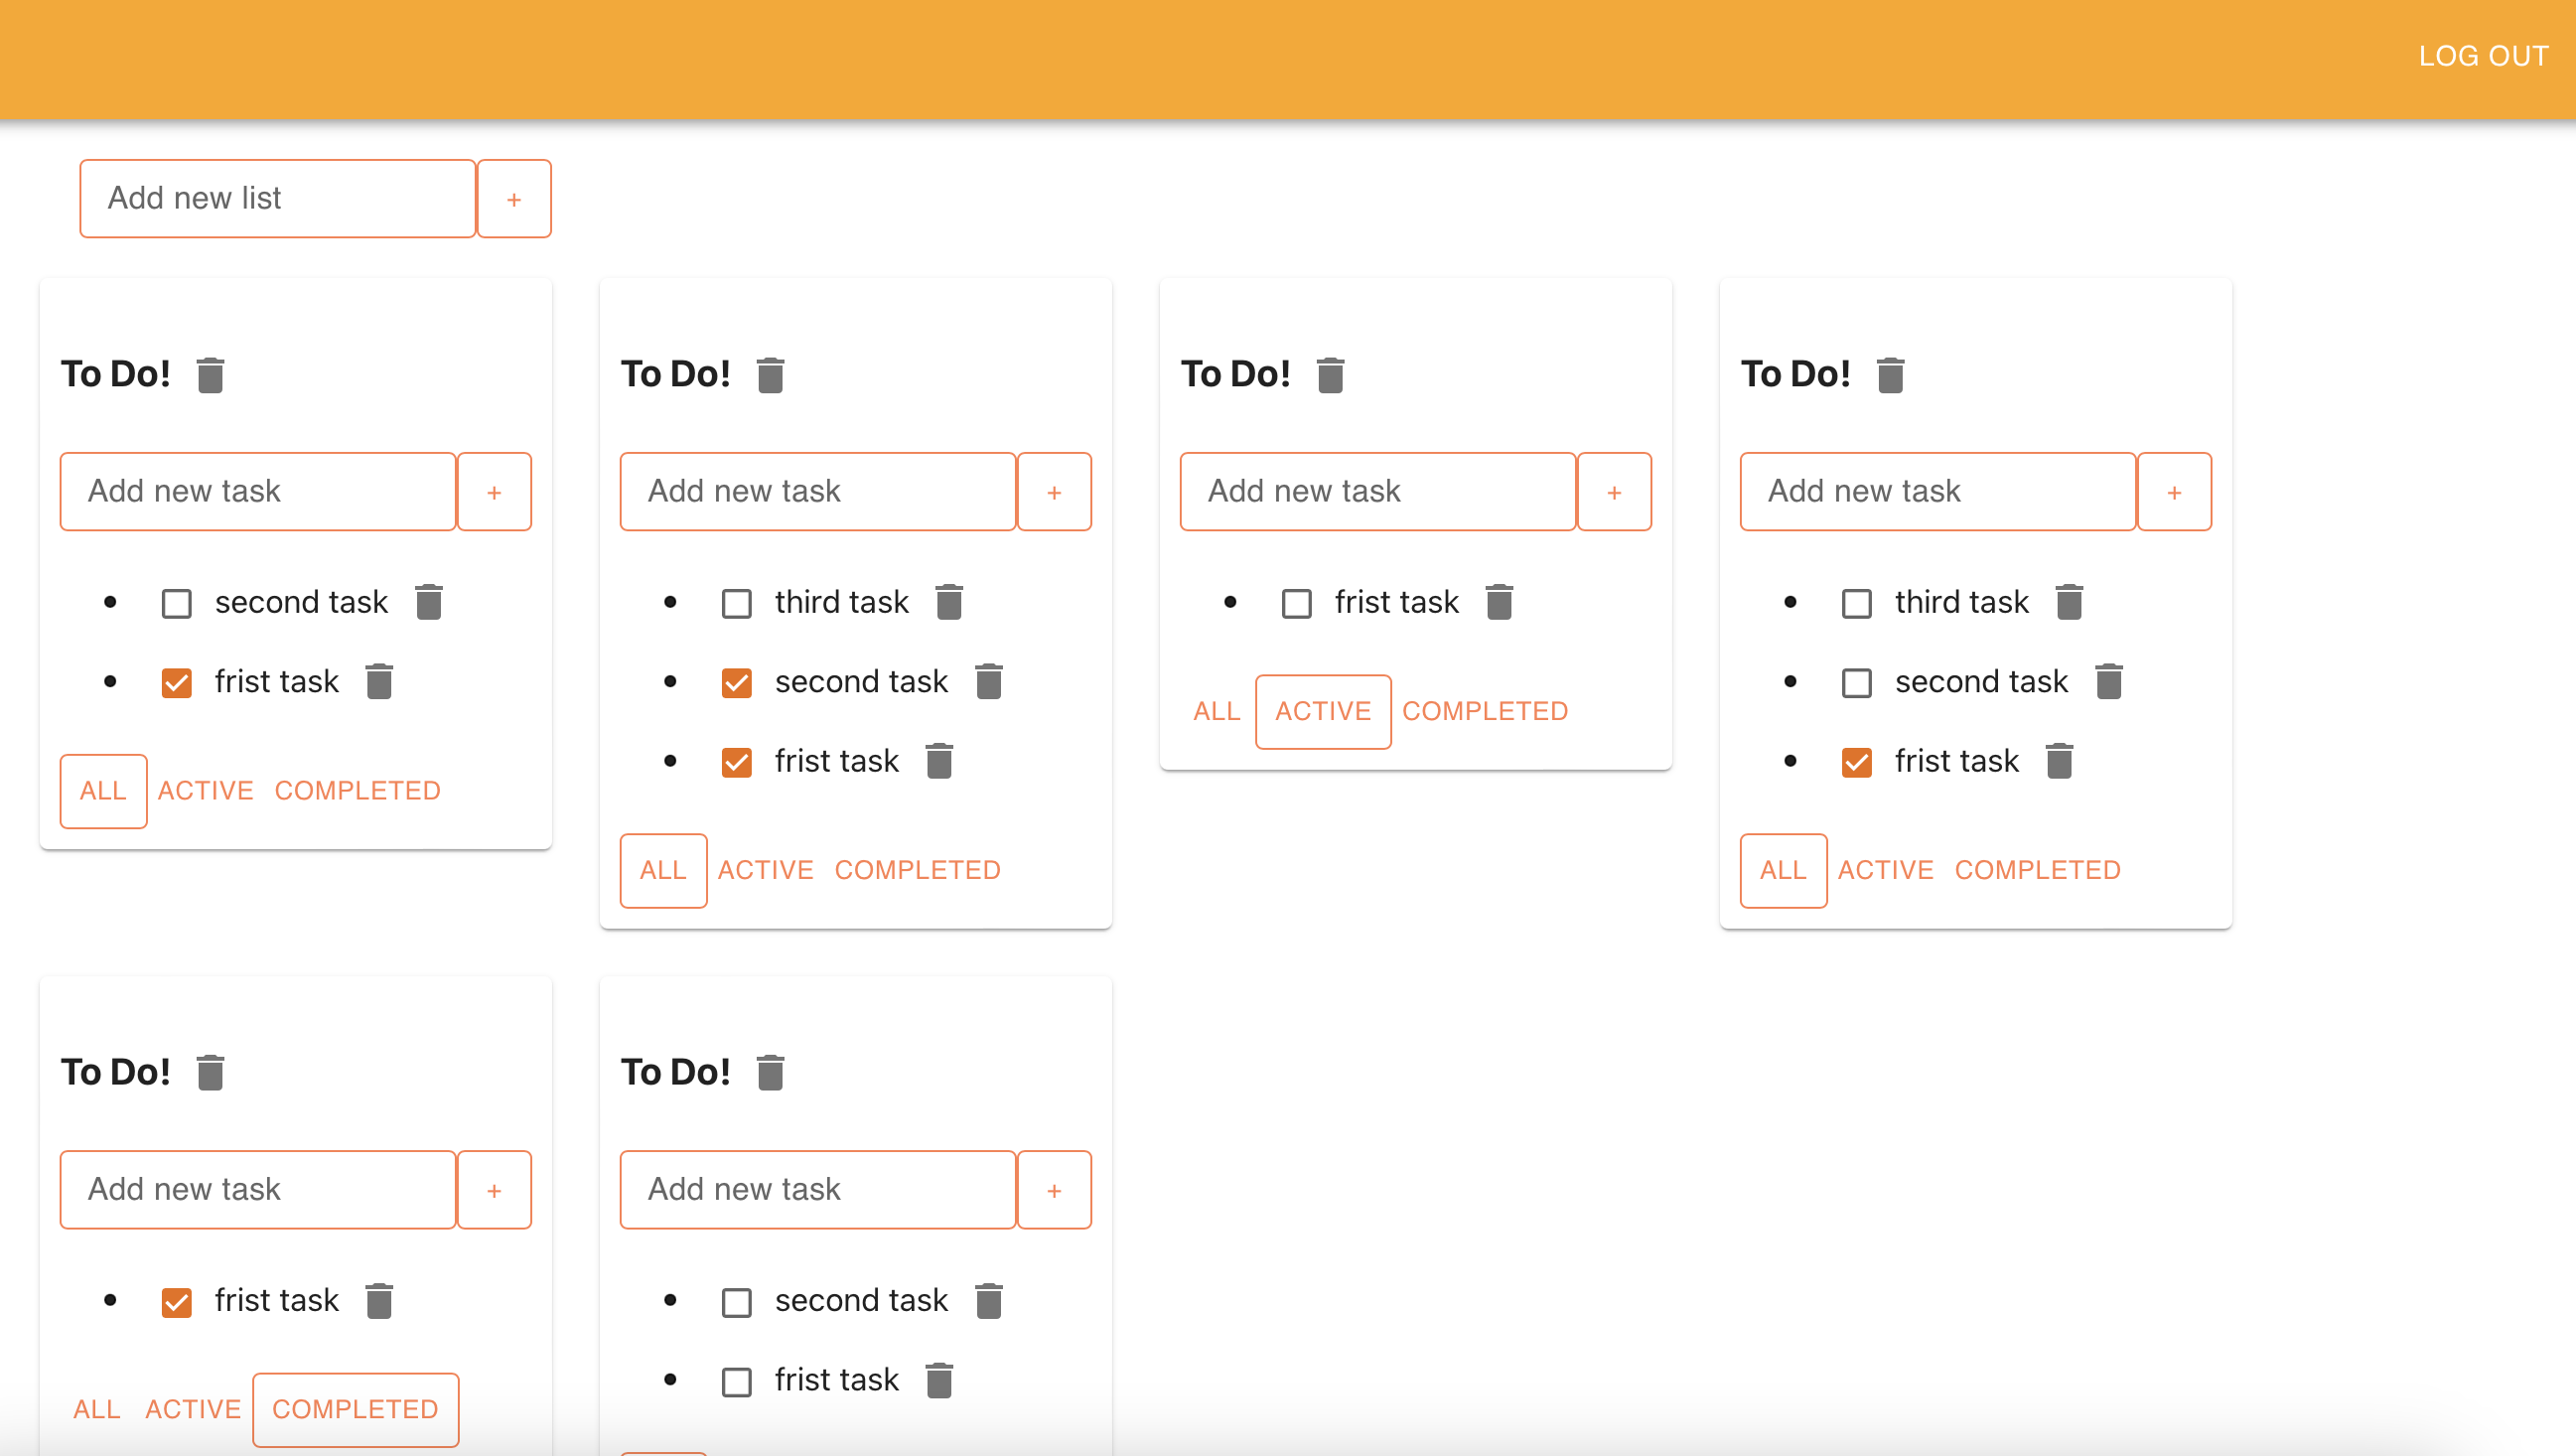 LOG OUT
Add new list +
To Do!
Add new task +
second task
frist task
ALL ACTIVE COMPLETED
To Do!
Add new task +
third task
second task
frist task
ALL ACTIVE COMPLETED
To Do!
Add new task +
frist task
ALL ACTIVE COMPLETED
To Do!
Add new task +
third task
second task
frist task
ALL ACTIVE COMPLETED
To Do!
Add new task +
frist task
ALL ACTIVE COMPLETED
To Do!
Add new task +
second task
frist task